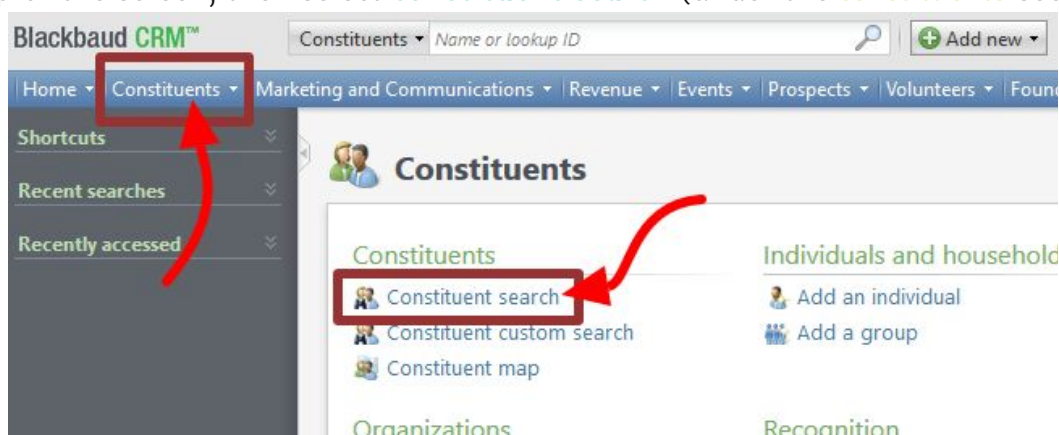 Blackbaud CRM™ Constituents Name or lookup ID Add new
Home Constituents Marketing and Communications Revenue Events Prospects Volunteers Foun
Shortcuts
Recent searches
Recently accessed
Constituents
Constituents
Constituent search
Constituent custom search
Constituent map
Organizations
Individuals and household
Add an individual
Add a group
Recognition